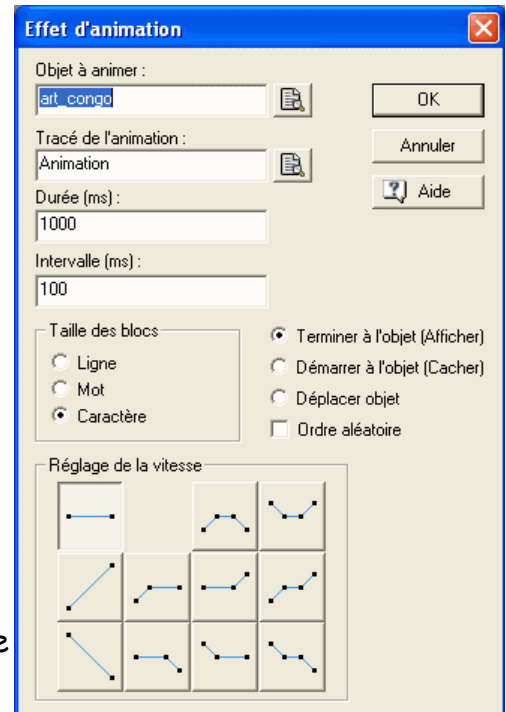 Effet d'animation
Objet à animer :
art_congo
OK
Tracé de l'animation :
Animation
Annuler
Durée (ms) :
Aide
1000
Intervalle (ms) :
100
Taille des blocs
Ligne
Mot
Caractère
Terminer à l'objet (Afficher)
Démarrer à l'objet (Cacher)
Déplacer objet
Ordre aléatoire
Réglage de la vitesse
e